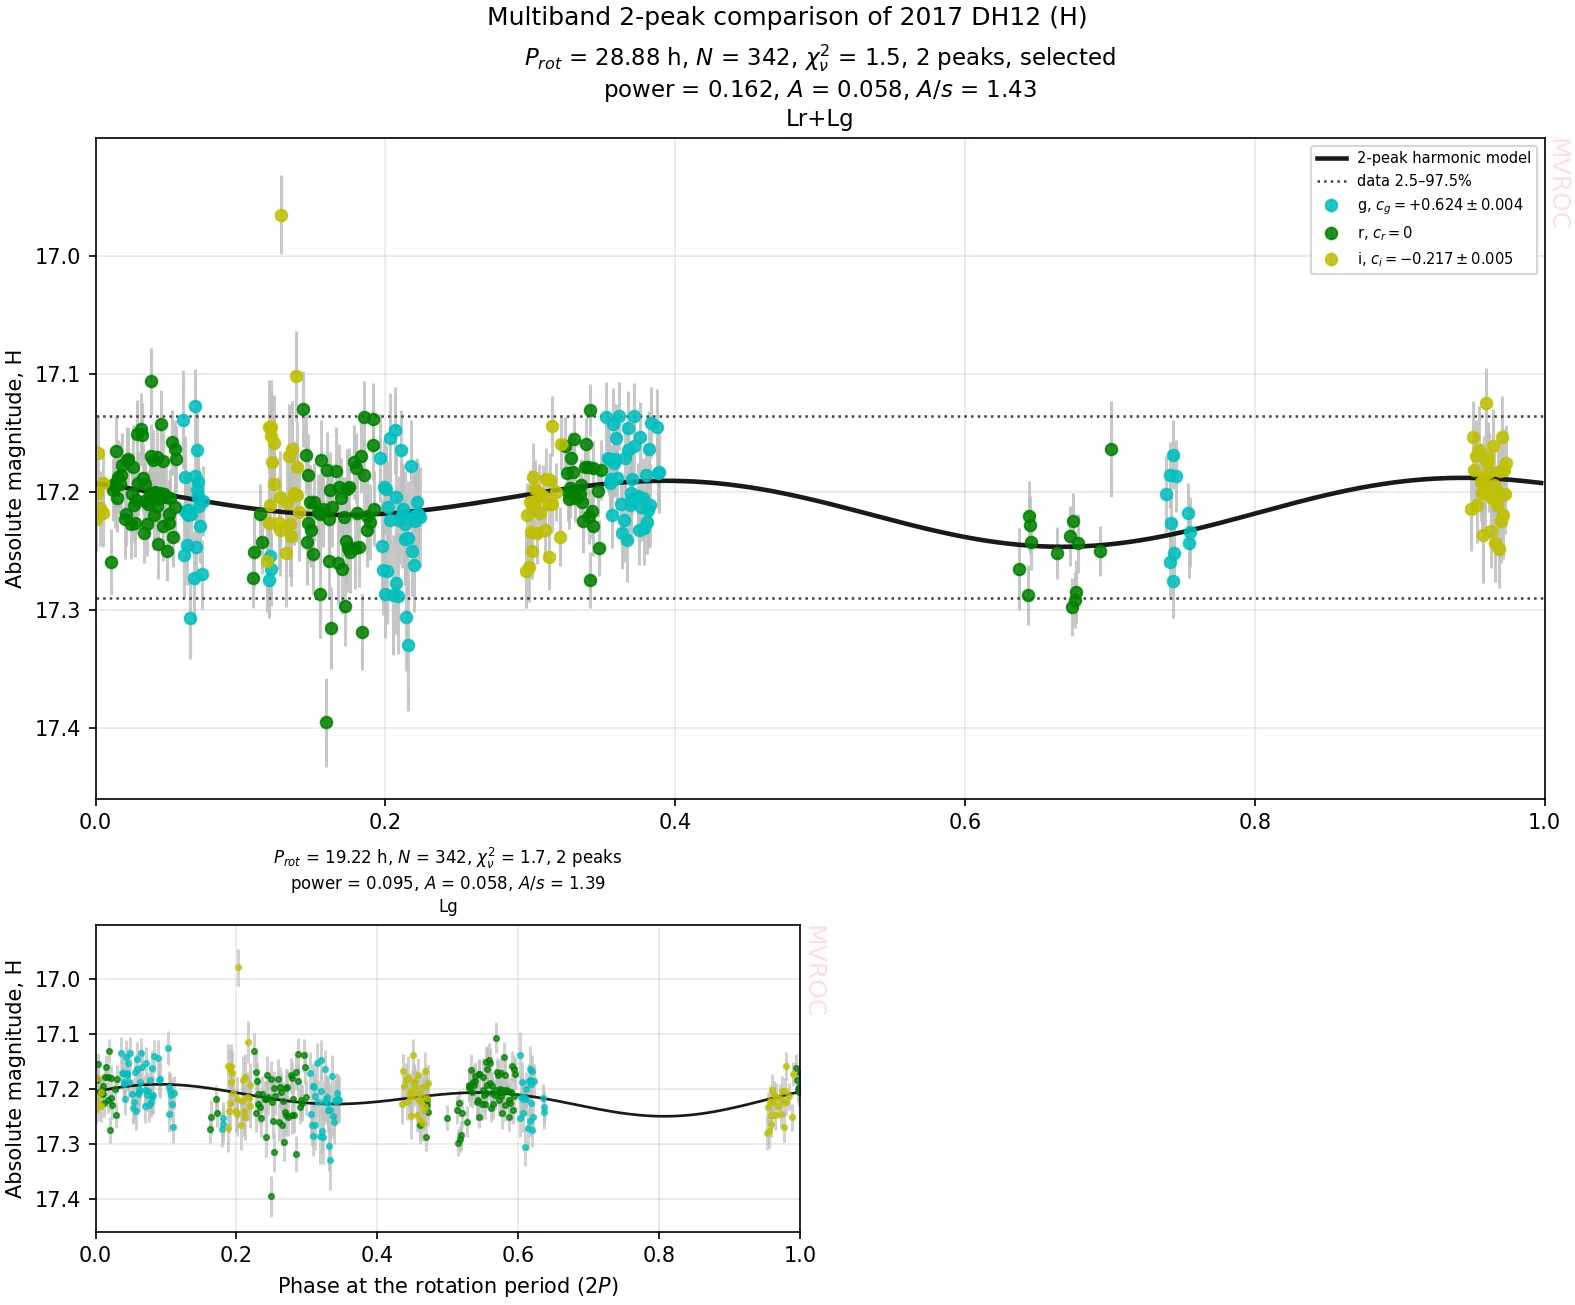 Multiband 2-peak comparison of 2017 DH12 (H)
P_rot = 28.88 h, N = 342, χ²_ν = 1.5, 2 peaks, selected
power = 0.162, A = 0.058, A/s = 1.43
Lr+Lg
MVROC
2-peak harmonic model
data 2.5–97.5%
g, c_g = +0.624 ± 0.004
r, c_r = 0
i, c_i = −0.217 ± 0.005
Absolute magnitude, H
17.0
17.1
17.2
17.3
17.4
0.0 0.2 0.4 0.6 0.8 1.0
P_rot = 19.22 h, N = 342, χ²_ν = 1.7, 2 peaks
power = 0.095, A = 0.058, A/s = 1.39
Lg
MVROC
Absolute magnitude, H
17.0
17.1
17.2
17.3
17.4
0.0 0.2 0.4 0.6 0.8 1.0
Phase at the rotation period (2P)